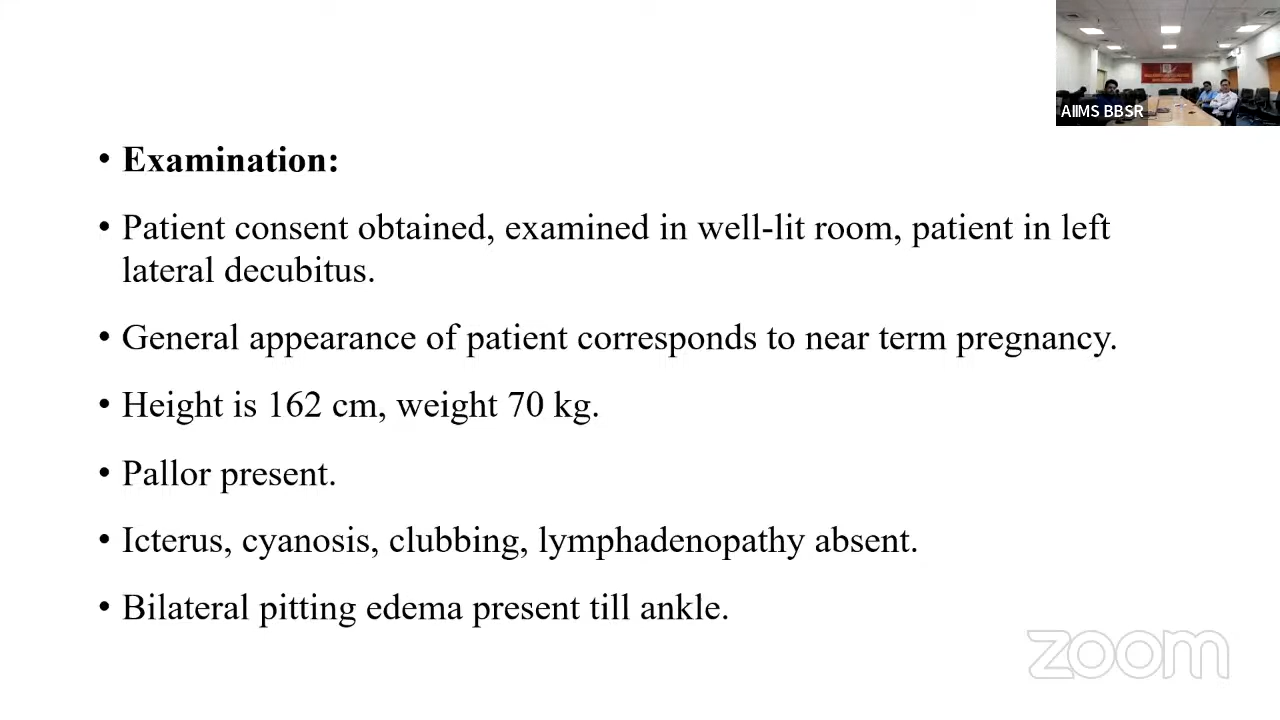 AIIMS BBSR
• Examination:
• Patient consent obtained, examined in well-lit room, patient in left
lateral decubitus.
• General appearance of patient corresponds to near term pregnancy.
• Height is 162 cm, weight 70 kg.
• Pallor present.
• Icterus, cyanosis, clubbing, lymphadenopathy absent.
• Bilateral pitting edema present till ankle.
zoom